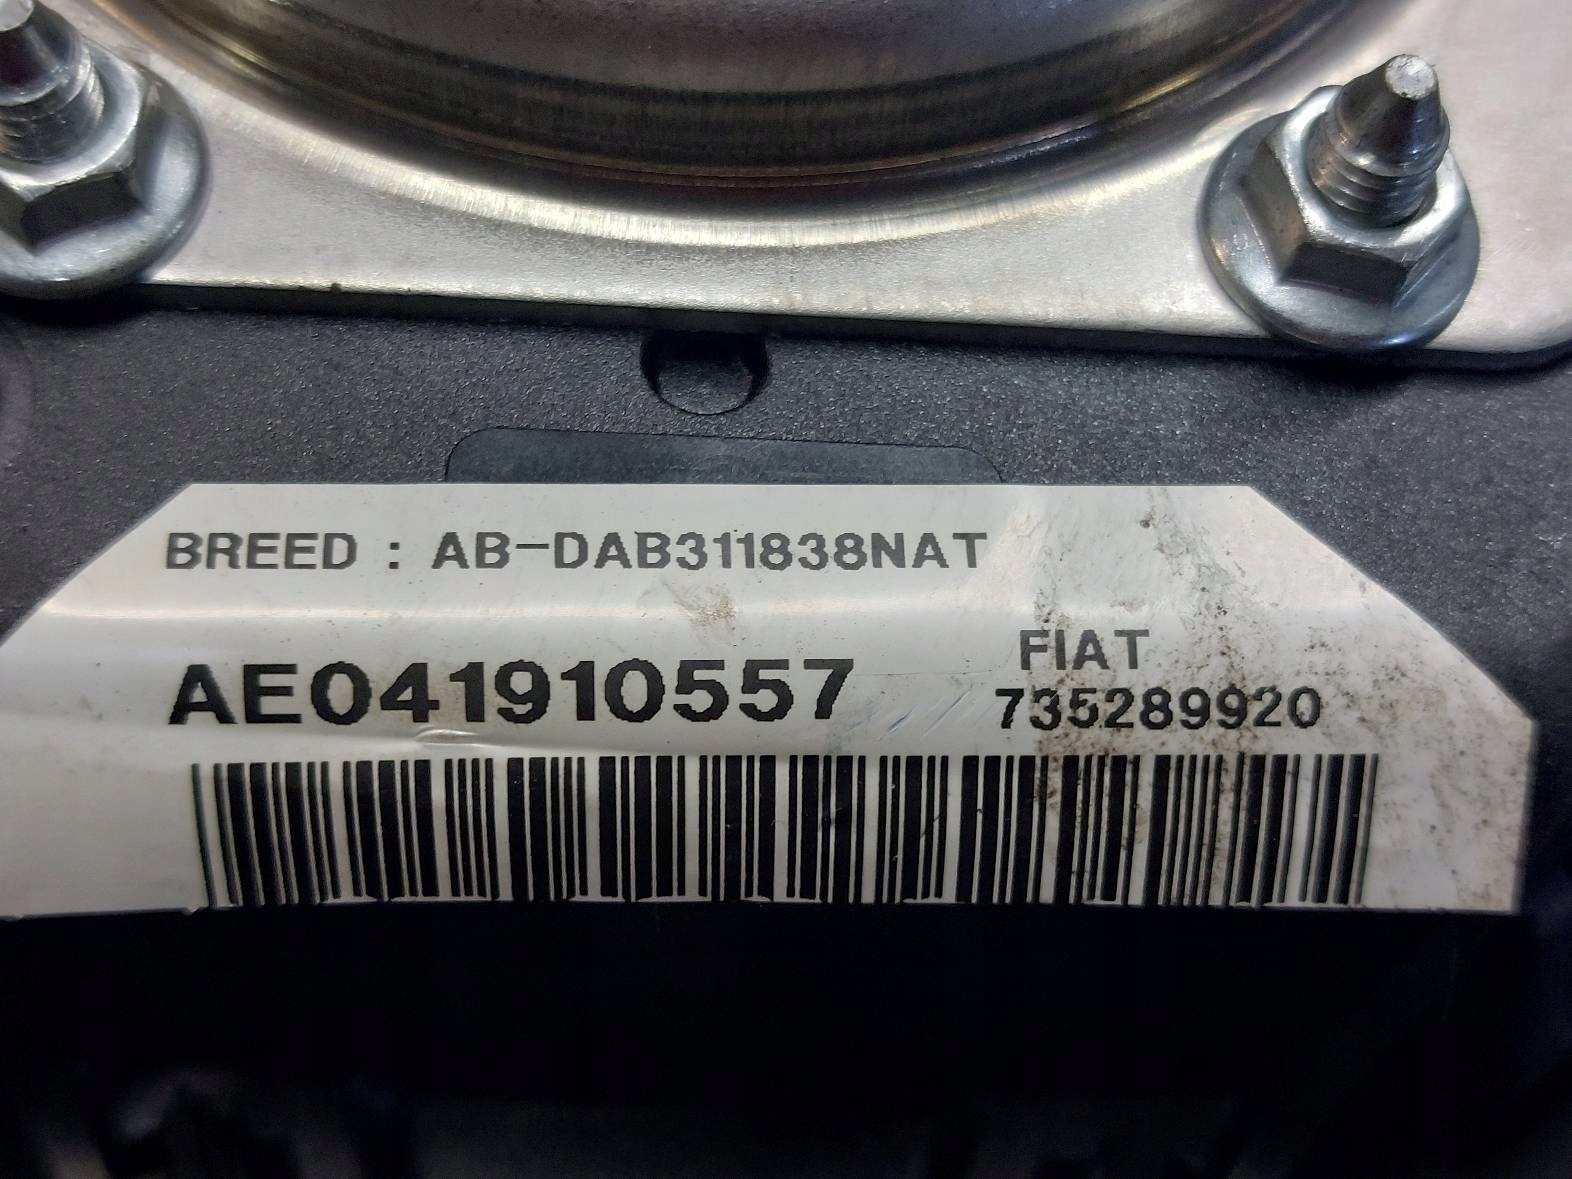 BREED : AB-DAB311838NAT
AE041910557
FIAT
735289920